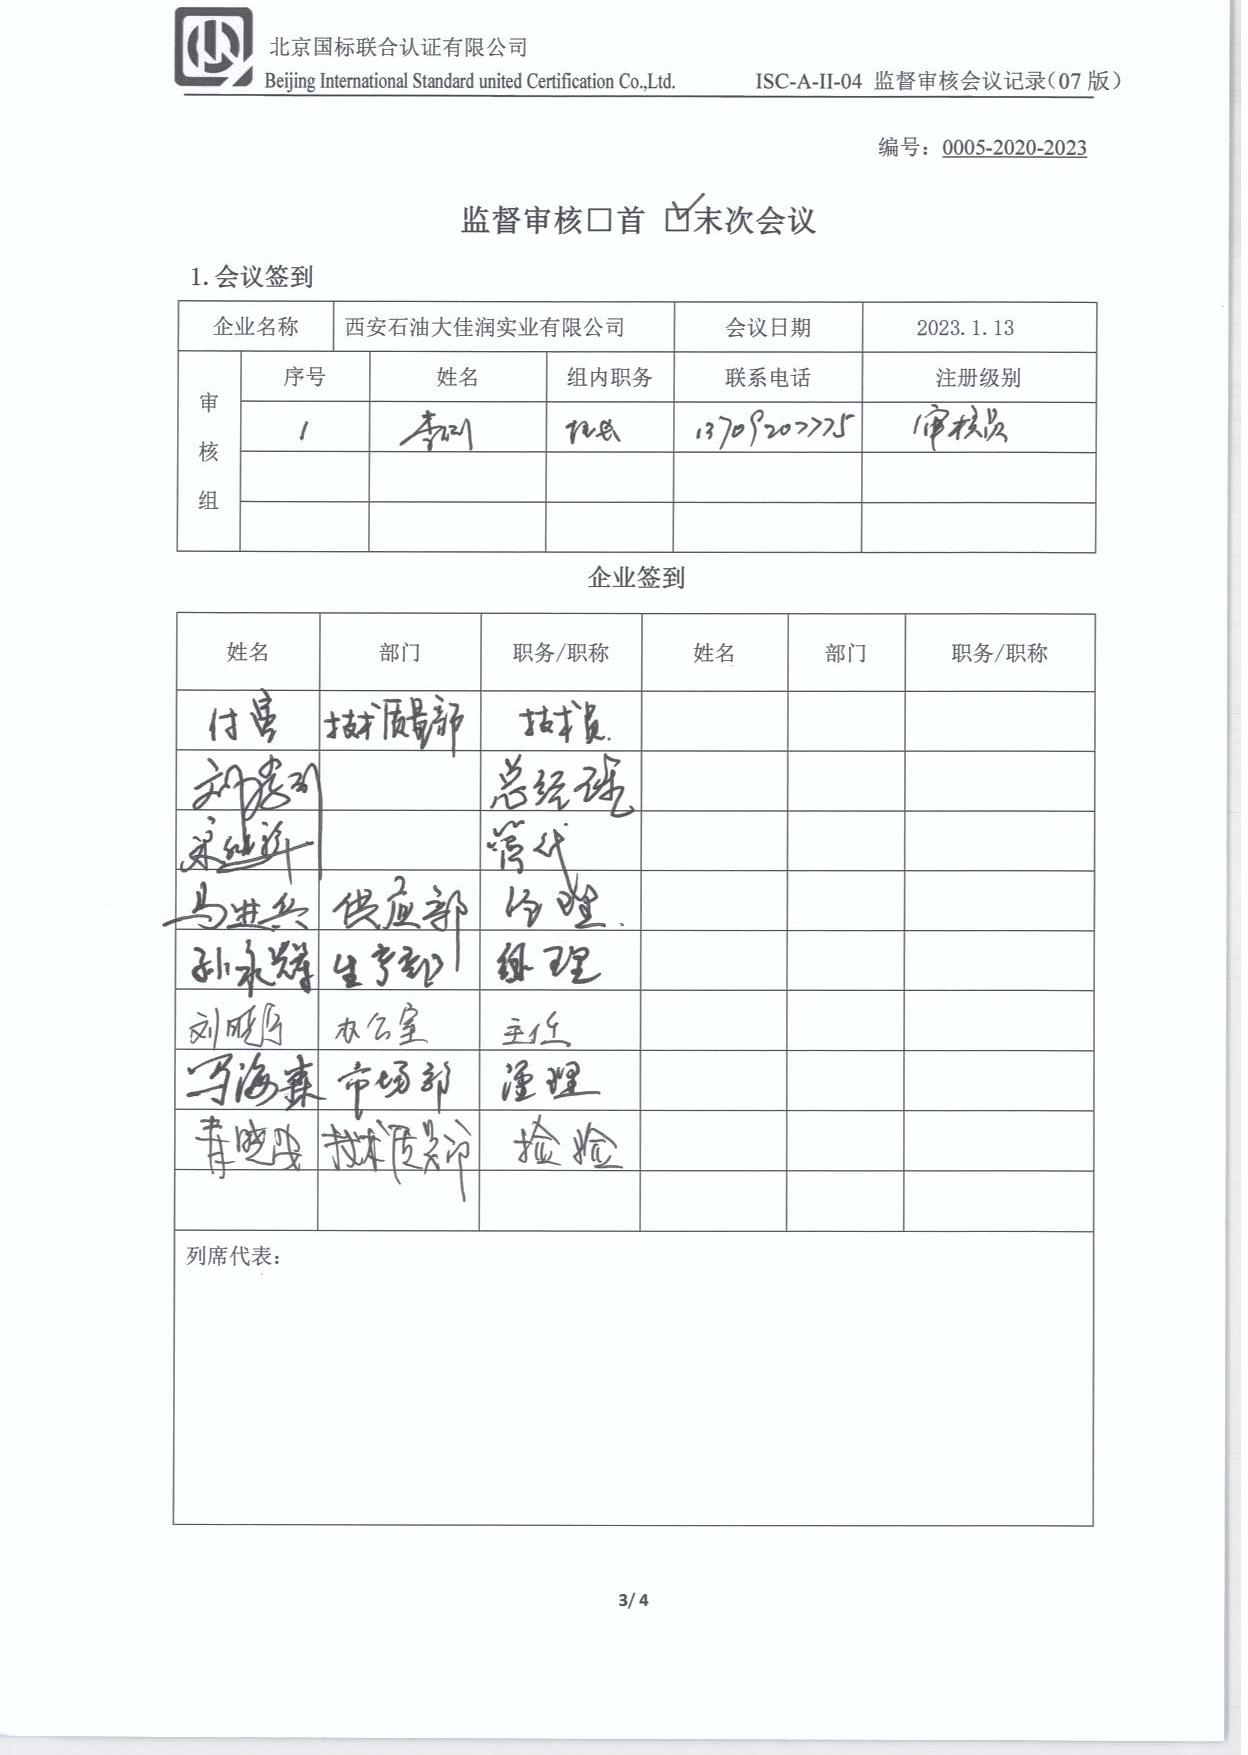 北京国标联合认证有限公司
Beijing International Standard united Certification Co.,Ltd. ISC-A-II-04 监督审核会议记录（07 版）
编号：0005-2020-2023
监督审核□首 ☑末次会议
1.会议签到
企业名称 西安石油大佳润实业有限公司 会议日期 2023.1.13
审核组 序号 姓名 组内职务 联系电话 注册级别
1 李刚 组长 13709207775 审核员
企业签到
姓名 部门 职务/职称 姓名 部门 职务/职称
付 技术质量部 技术员
刘 总经理
宋 管代
马进兵 供应部 经理
孙永辉 生产部 经理
刘 办公室 主任
海森 市场部 经理
晓 技术质量部 检验
列席代表：
3/ 4